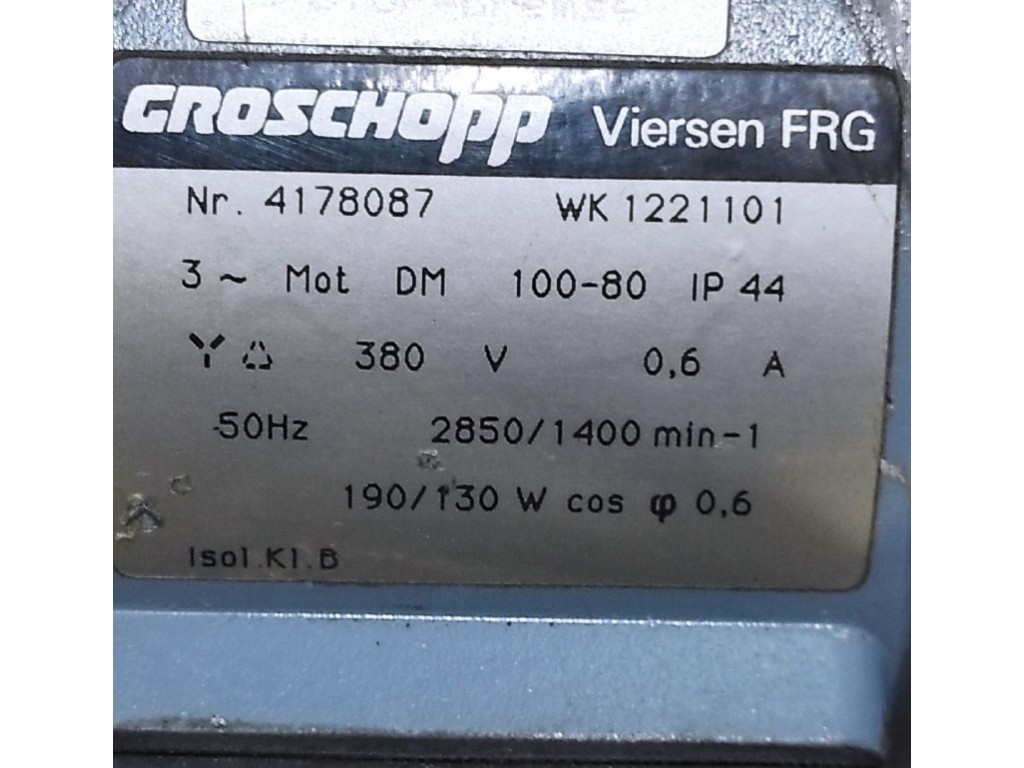 GROSCHOPP Viersen FRG
Nr. 4178087 WK 1221101
3 ~ Mot DM 100-80 IP 44
380 V 0,6 A
50Hz 2850/1400 min-1
190/130 W cos φ 0,6
Isol.Kl.B